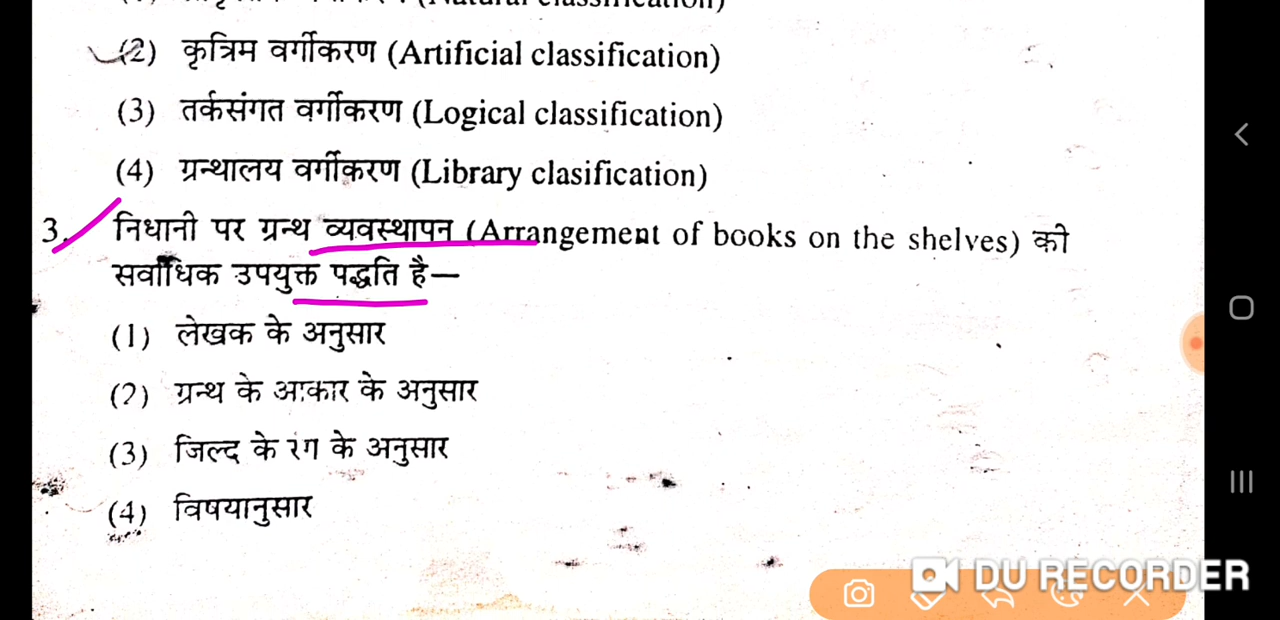 (Natural classification)
(2) कृत्रिम वर्गीकरण (Artificial classification)
(3) तर्कसंगत वर्गीकरण (Logical classification)
(4) ग्रन्थालय वर्गीकरण (Library clasification)
3. निधानी पर ग्रन्थ व्यवस्थापन (Arrangement of books on the shelves) की
सर्वाधिक उपयुक्त पद्धति है—
(1) लेखक के अनुसार
(2) ग्रन्थ के आकार के अनुसार
(3) जिल्द के रंग के अनुसार
(4) विषयानुसार
DU RECORDER